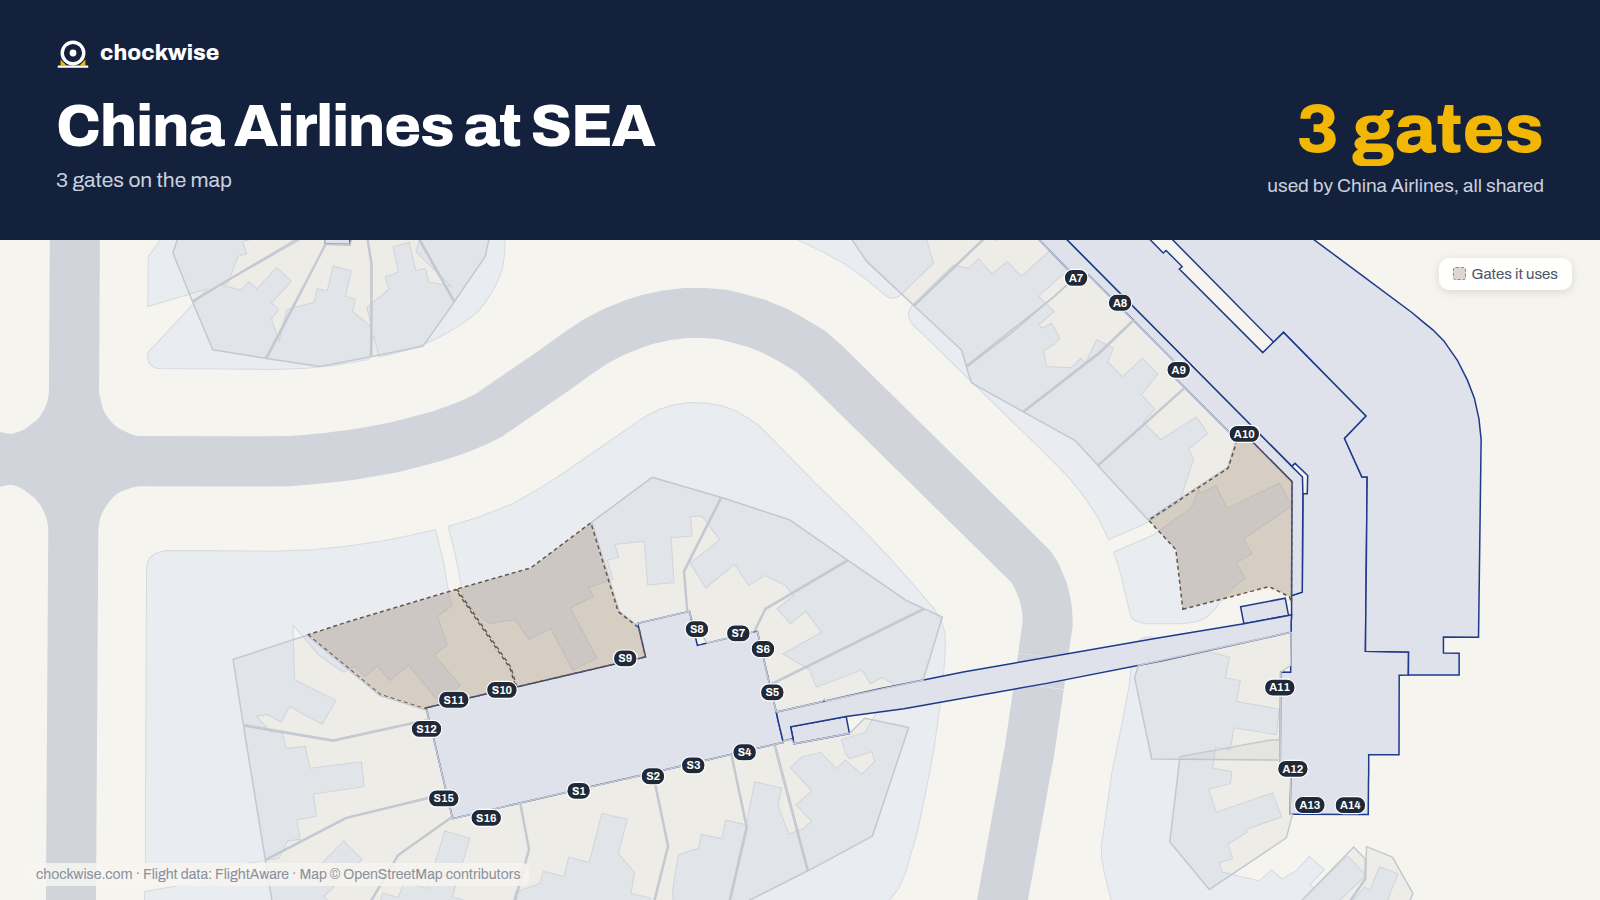 chockwise
China Airlines at SEA
3 gates on the map
3 gates
used by China Airlines, all shared
Gates it uses
A7
A8
A9
A10
S8
S7
S6
S9
S5
S10
S11
S12
A11
S4
S3
S2
S1
S15
S16
A12
A13
A14
chockwise.com · Flight data: FlightAware · Map © OpenStreetMap contributors